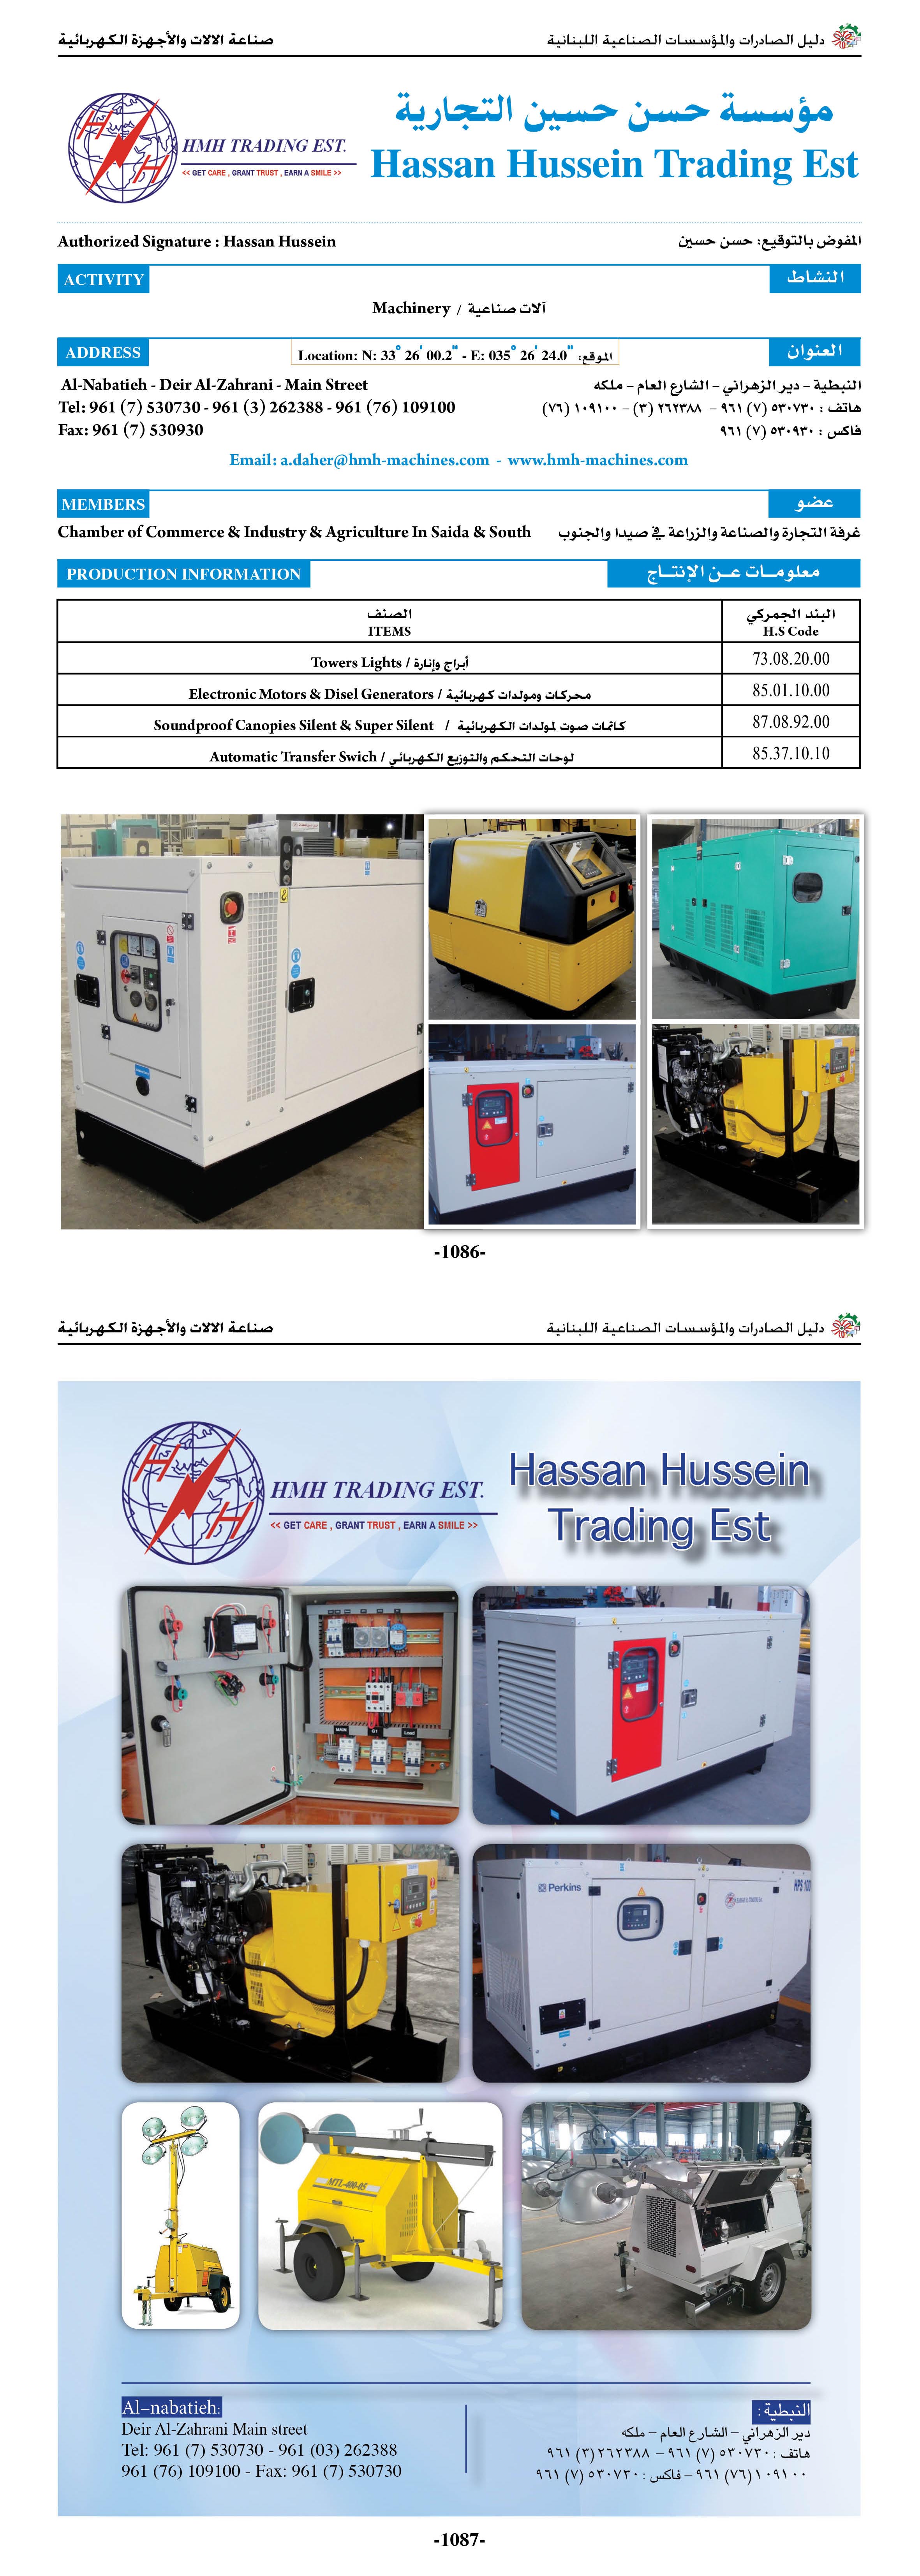 صناعة الالات والأجهزة الكهربائية
دليل الصادرات والمؤسسات الصناعية اللبنانية
مؤسسة حسن حسين التجارية
HMH TRADING EST.
<< GET CARE , GRANT TRUST , EARN A SMILE >>
Hassan Hussein Trading Est
Authorized Signature : Hassan Hussein
المفوض بالتوقيع: حسن حسين
ACTIVITY
النشاط
Machinery / آلات صناعية
ADDRESS
Location: N: 33° 26' 00.2" - E: 035° 26' 24.0" :الموقع
العنوان
Al-Nabatieh - Deir Al-Zahrani - Main Street
النبطية – دير الزهراني – الشارع العام – ملكه
Tel: 961 (7) 530730 - 961 (3) 262388 - 961 (76) 109100
هاتف : ٥٣٠٧٣٠ (٧) ٩٦١ – ٢٦٢٣٨٨ (٣) – ١٠٩١٠٠ (٧٦)
Fax: 961 (7) 530930
فاكس : ٥٣٠٩٣٠ (٧) ٩٦١
Email: a.daher@hmh-machines.com - www.hmh-machines.com
MEMBERS
عضو
Chamber of Commerce & Industry & Agriculture In Saida & South
غرفة التجارة والصناعة والزراعة في صيدا والجنوب
PRODUCTION INFORMATION
معلومـات عـن الإنتـاج
الصنف
ITEMS
البند الجمركي
H.S Code
Towers Lights / أبراج وإنارة
73.08.20.00
Electronic Motors & Disel Generators / محركات ومولدات كهربائية
85.01.10.00
Soundproof Canopies Silent & Super Silent / كاتمات صوت لمولدات الكهربائية
87.08.92.00
Automatic Transfer Swich / لوحات التحكم والتوزيع الكهربائي
85.37.10.10
-1086-
صناعة الالات والأجهزة الكهربائية
دليل الصادرات والمؤسسات الصناعية اللبنانية
HMH TRADING EST.
<< GET CARE , GRANT TRUST , EARN A SMILE >>
Hassan Hussein
Trading Est
MAIN
G1
Load
Perkins
HPS 100
MTL-400-05
Al-nabatieh:
النبطية :
Deir Al-Zahrani Main street
دير الزهراني – الشارع العام – ملكه
Tel: 961 (7) 530730 - 961 (03) 262388
هاتف : ٥٣٠٧٣٠ (٧) ٩٦١ – ٢٦٢٣٨٨ (٣) ٩٦١
961 (76) 109100 - Fax: 961 (7) 530730
١٠٩١٠٠ (٧٦) ٩٦١ – فاكس : ٥٣٠٧٣٠ (٧) ٩٦١
-1087-